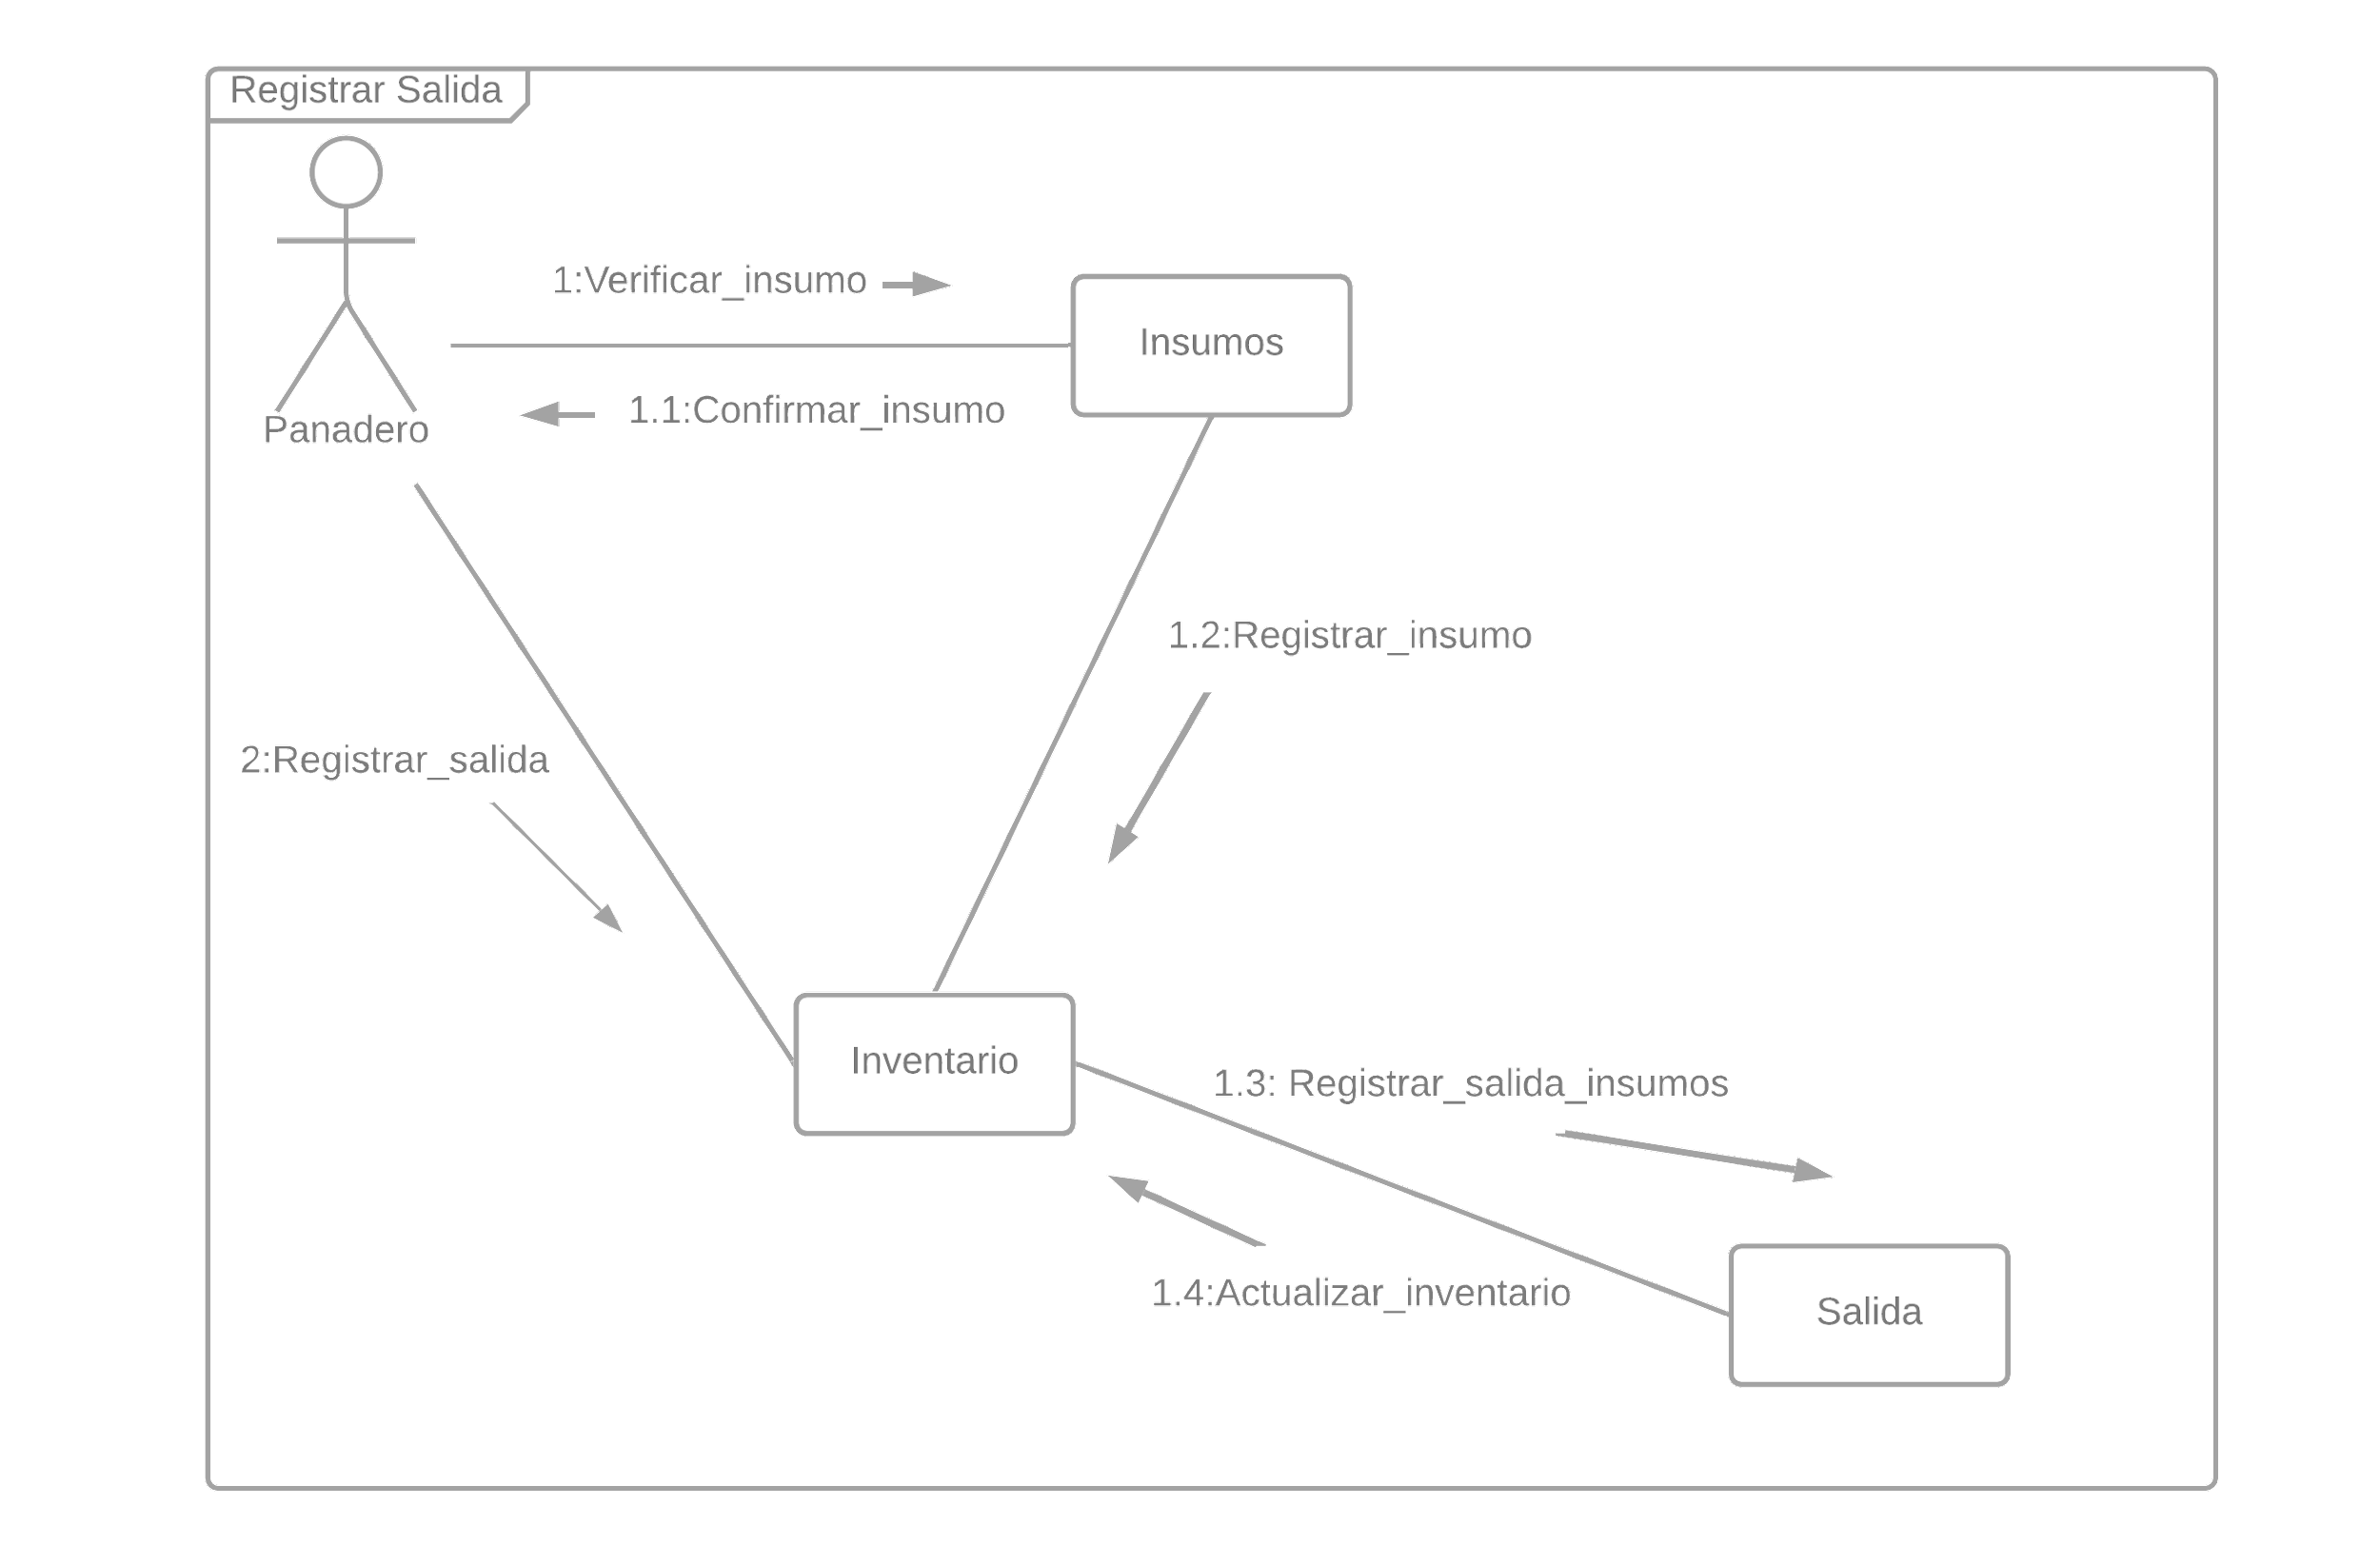 Registrar Salida
1:Verificar_insumo
Insumos
1.1:Confirmar_insumo
Panadero
1.2:Registrar_insumo
2:Registrar_salida
Inventario
1.3: Registrar_salida_insumos
1.4:Actualizar_inventario
Salida